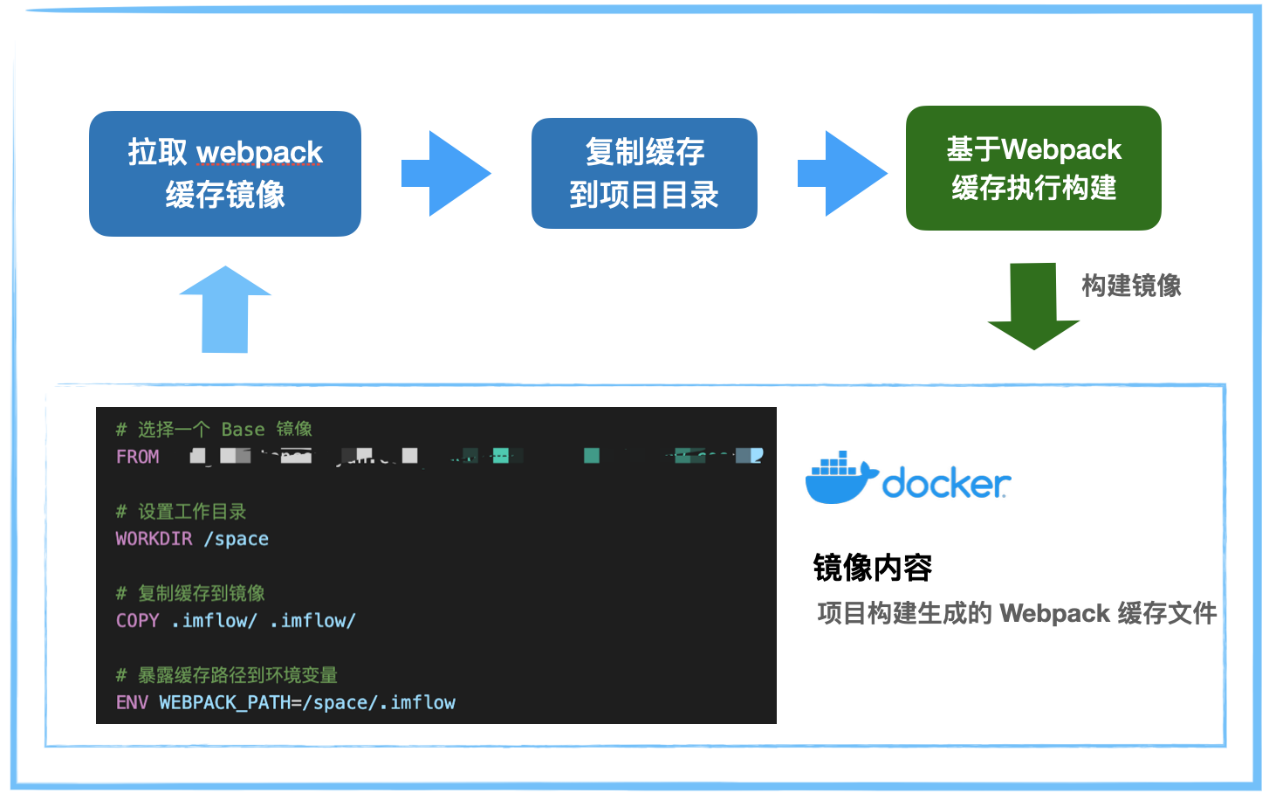 拉取 webpack
缓存镜像
复制缓存
到项目目录
基于Webpack
缓存执行构建
构建镜像
# 选择一个 Base 镜像
FROM
# 设置工作目录
WORKDIR /space
# 复制缓存到镜像
COPY .imflow/ .imflow/
# 暴露缓存路径到环境变量
ENV WEBPACK_PATH=/space/.imflow
docker
镜像内容
项目构建生成的 Webpack 缓存文件